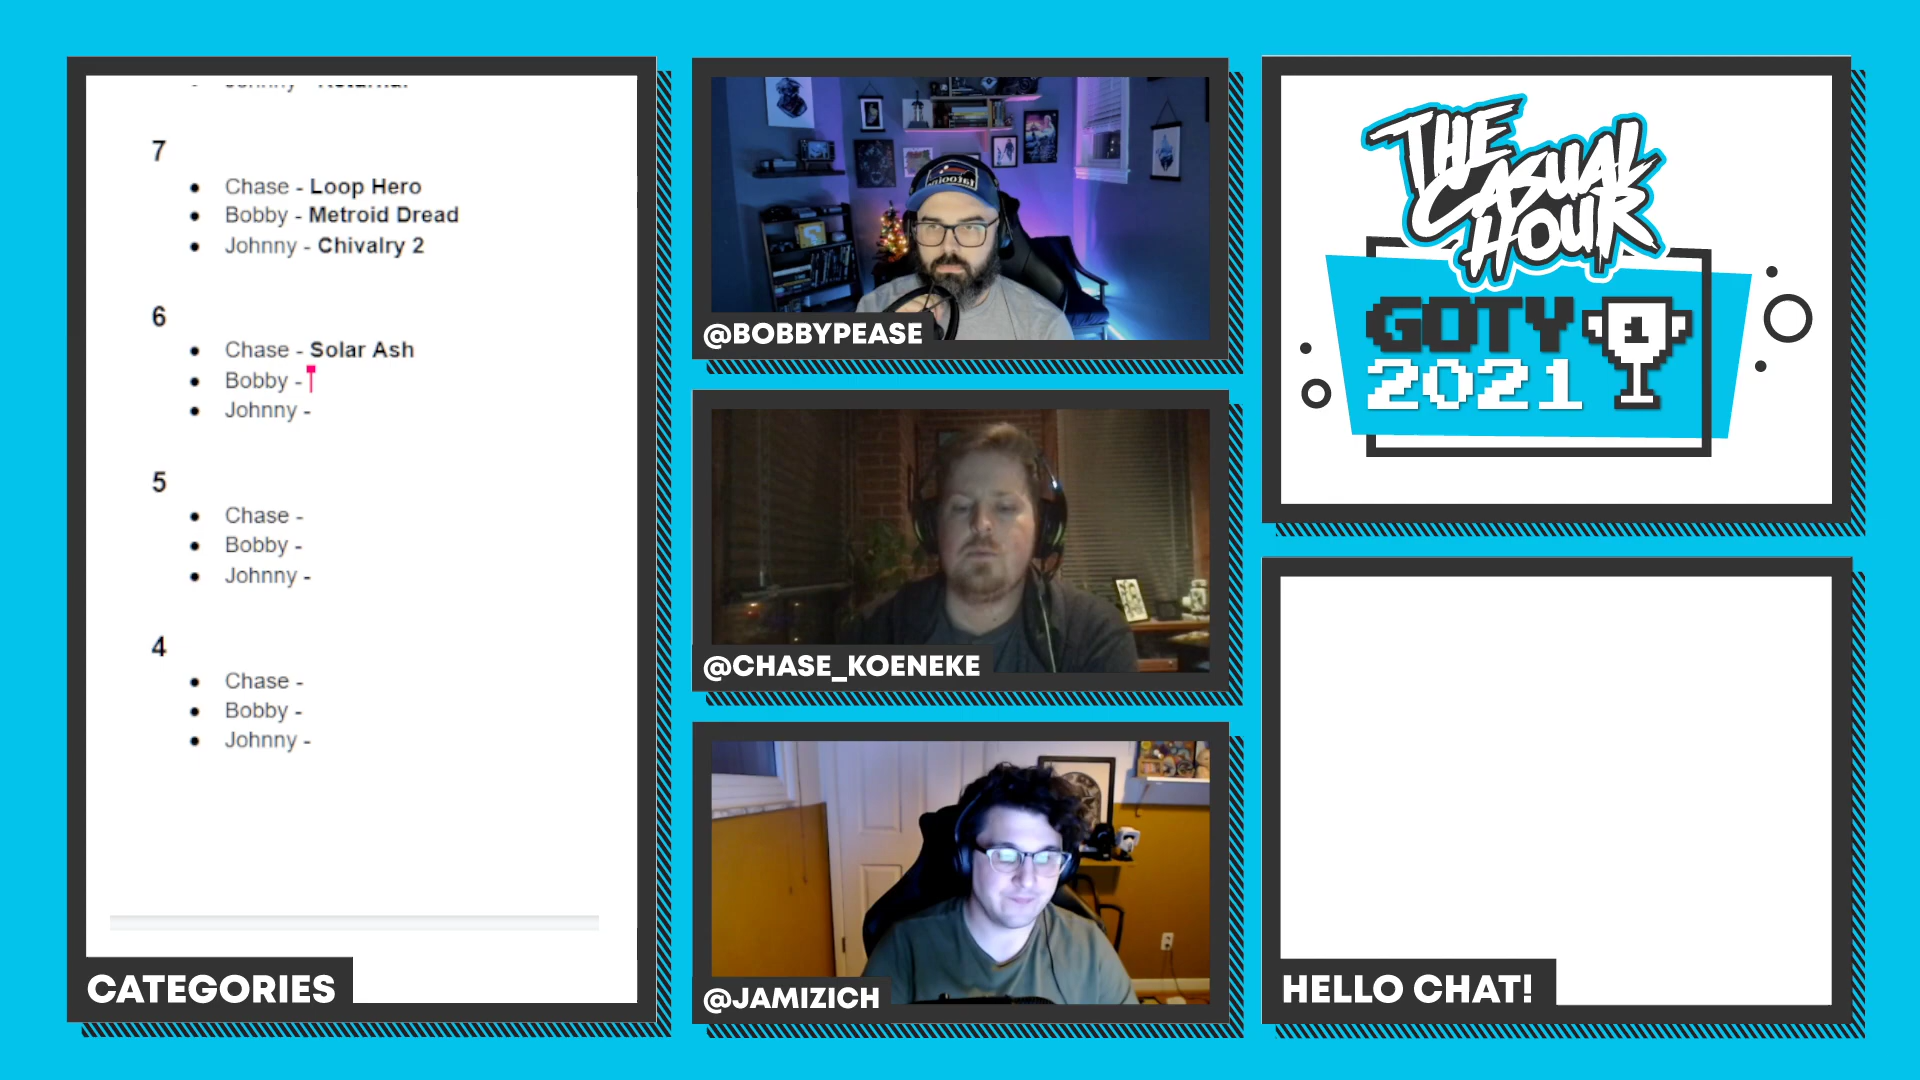 7
Chase - Loop Hero
Bobby - Metroid Dread
Johnny - Chivalry 2
6
Chase - Solar Ash
Bobby -
Johnny -
5
Chase -
Bobby -
Johnny -
4
Chase -
Bobby -
Johnny -
CATEGORIES
@BOBBYPEASE
@CHASE_KOENEKE
@JAMIZICH
THE
CASUAL
HOUR
GOTY
1
2021
HELLO CHAT!